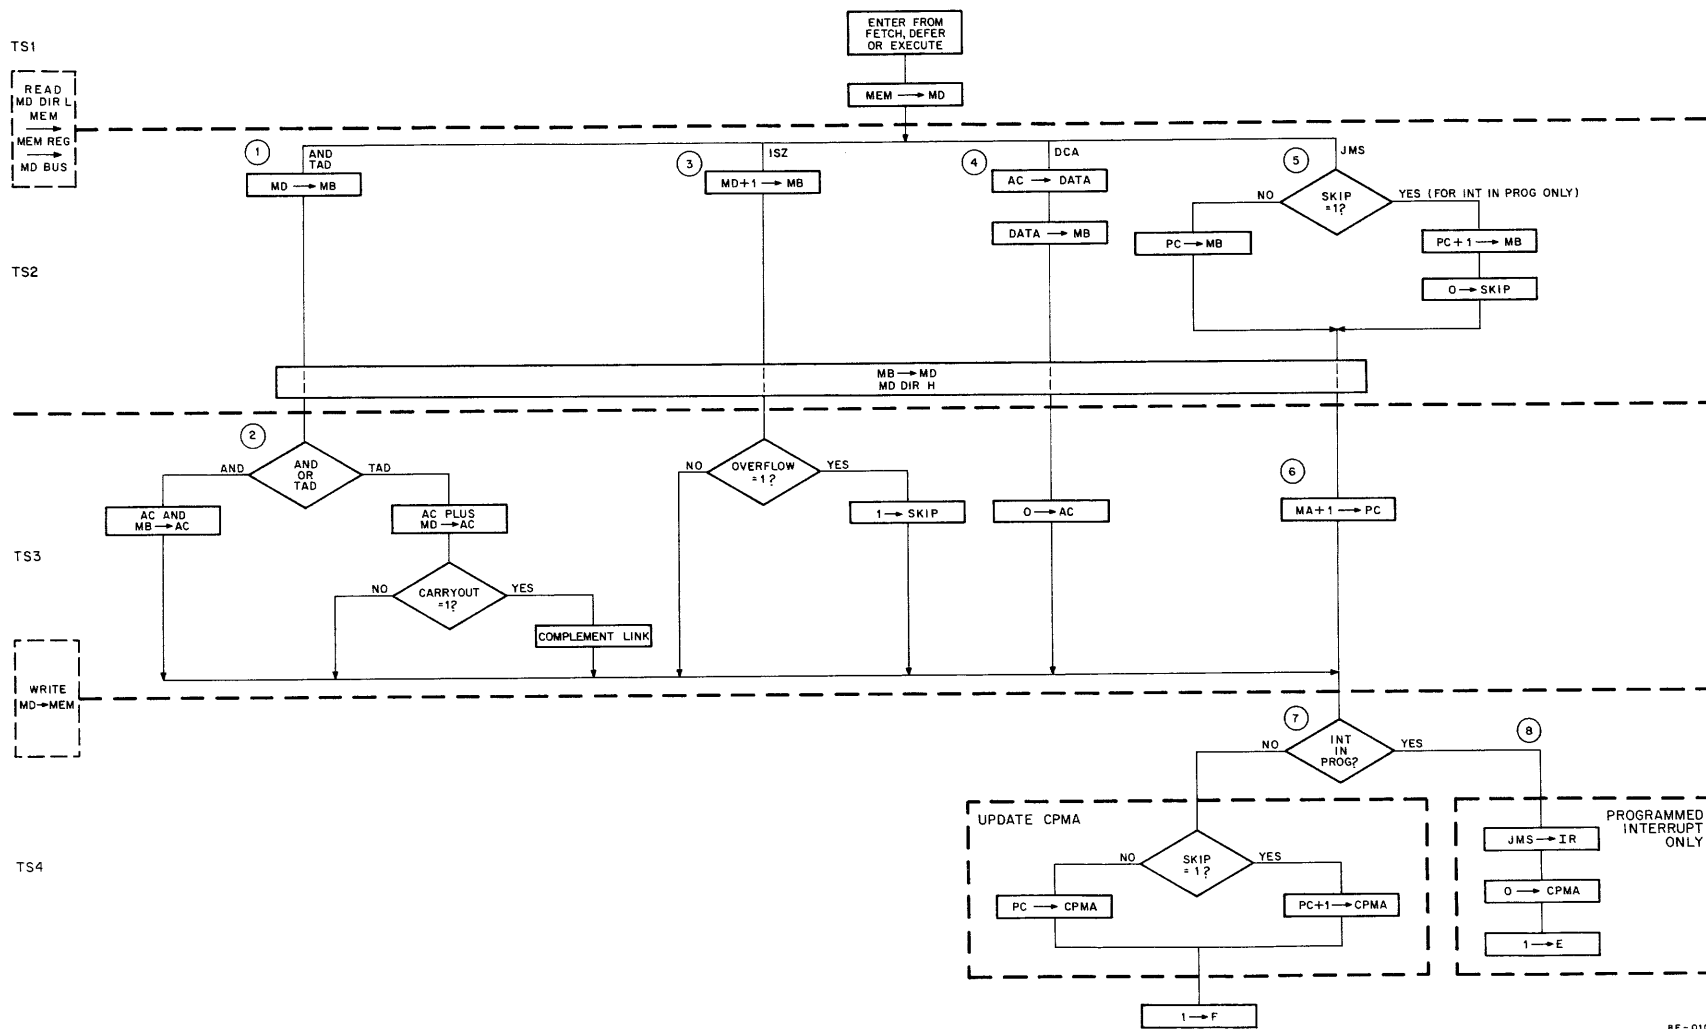 ENTER FROM
FETCH, DEFER
OR EXECUTE
TS1
MEM → MD
READ
MD DIR L
MEM
→
MEM REG
→
MD BUS
1
AND
TAD
3
ISZ
4
DCA
5
JMS
MD → MB
MD+1 → MB
AC → DATA
NO
SKIP
=1?
YES (FOR INT IN PROG ONLY)
DATA → MB
PC → MB
PC+1 → MB
TS2
0 → SKIP
MB → MD
MD DIR H
2
AND
AND
OR
TAD
TAD
NO
OVERFLOW
=1?
YES
6
AC AND
MB → AC
AC PLUS
MD → AC
1 → SKIP
0 → AC
MA+1 → PC
TS3
NO
CARRYOUT
=1?
YES
COMPLEMENT LINK
WRITE
MD→MEM
7
NO
INT
IN
PROG?
YES
8
UPDATE CPMA
PROGRAMMED
INTERRUPT
ONLY
JMS → IR
TS4
NO
SKIP
=1?
YES
0 → CPMA
PC → CPMA
PC+1 → CPMA
1 → E
1 → F